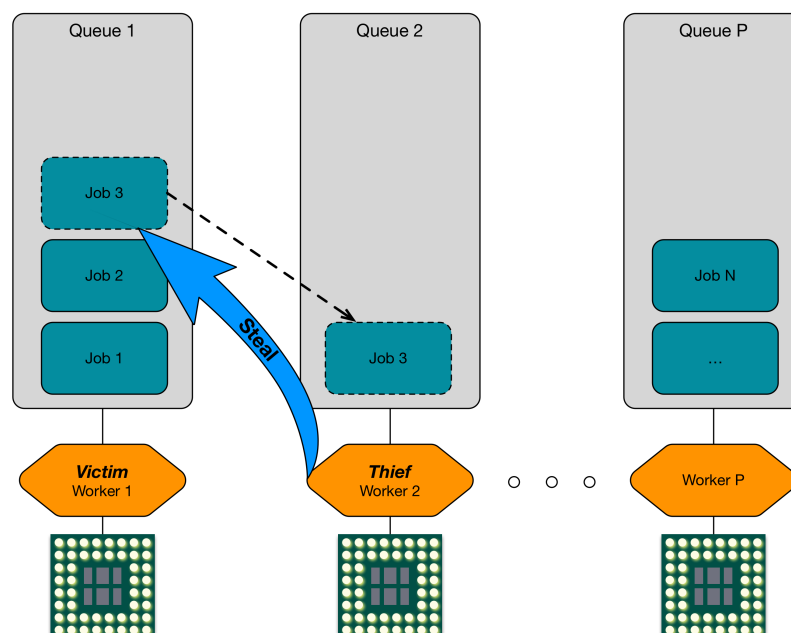 Queue 1
Queue 2
Queue P
Job 3
Job 2
Job N
Steal
Job 1
Job 3
...
Victim
Worker 1
Thief
Worker 2
Worker P